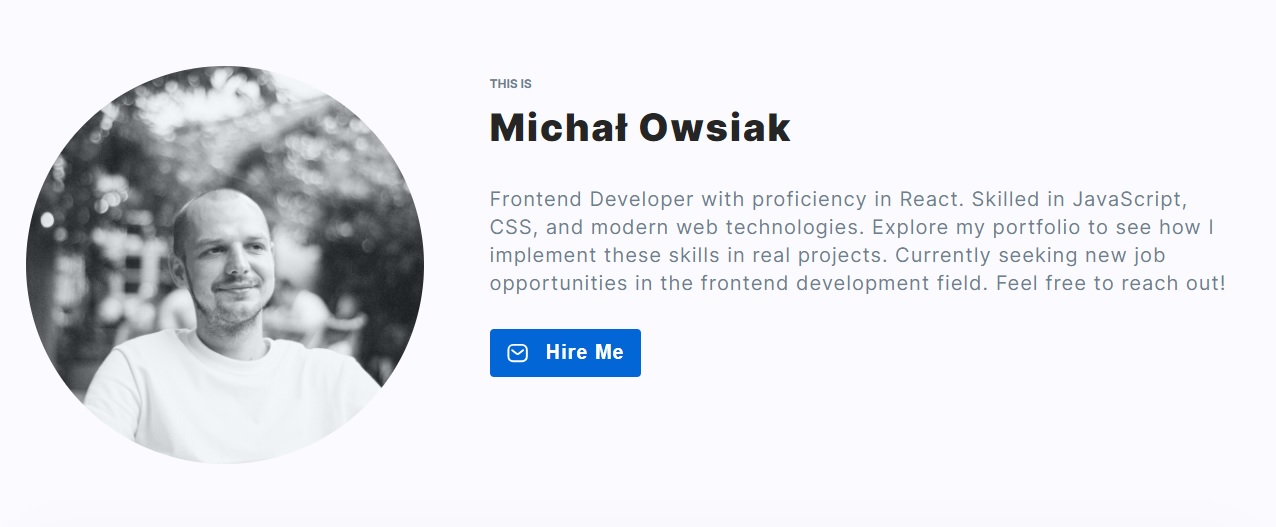 THIS IS
Michał Owsiak
Frontend Developer with proficiency in React. Skilled in JavaScript,
CSS, and modern web technologies. Explore my portfolio to see how I
implement these skills in real projects. Currently seeking new job
opportunities in the frontend development field. Feel free to reach out!
Hire Me